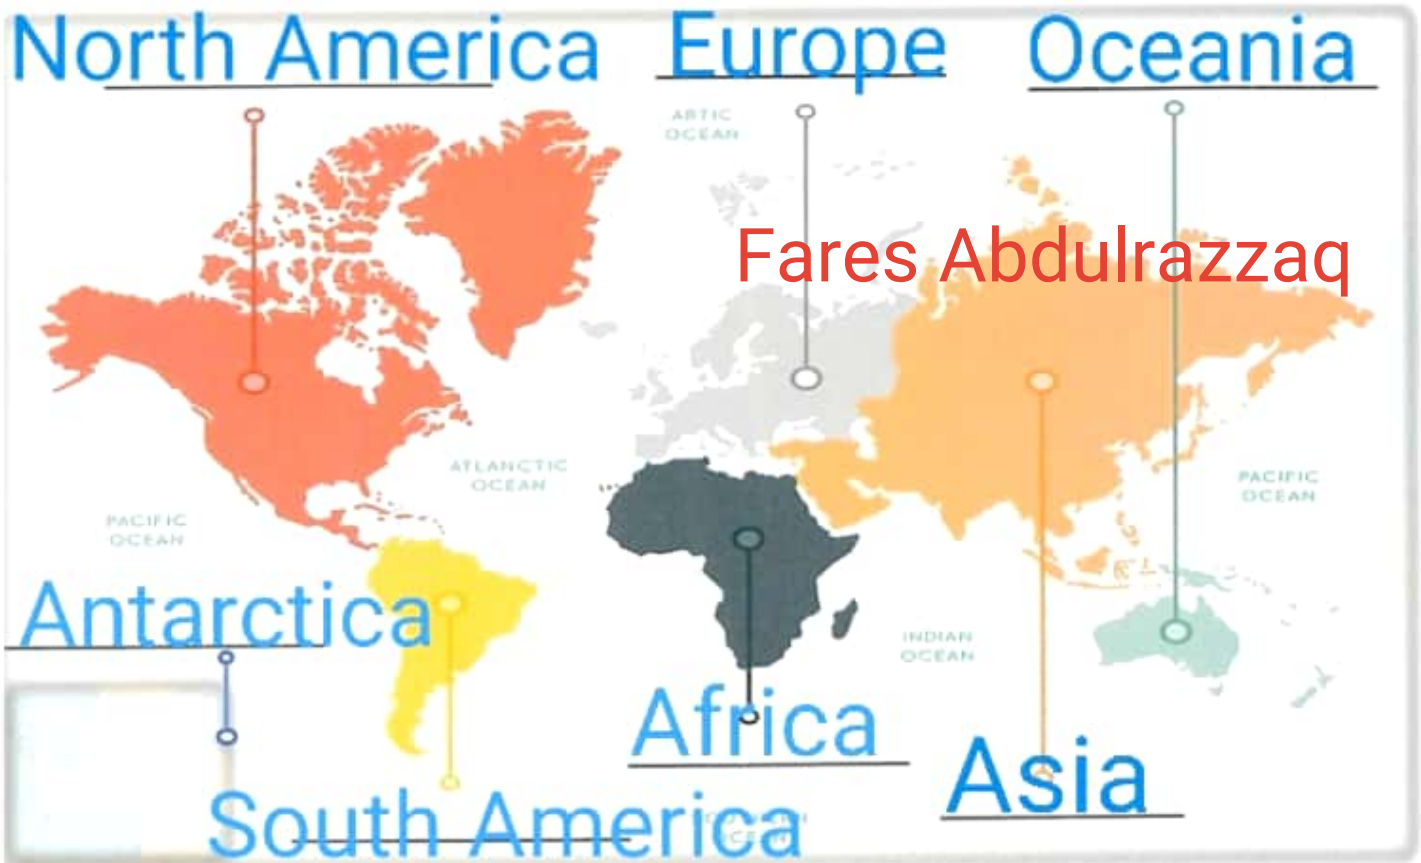 North America
Europe
Oceania
ARTIC
OCEAN
Fares Abdulrazzaq
ATLANCTIC
OCEAN
PACIFIC
OCEAN
PACIFIC
OCEAN
Antarctica
INDIAN
OCEAN
Africa
Asia
South America
OCEAN